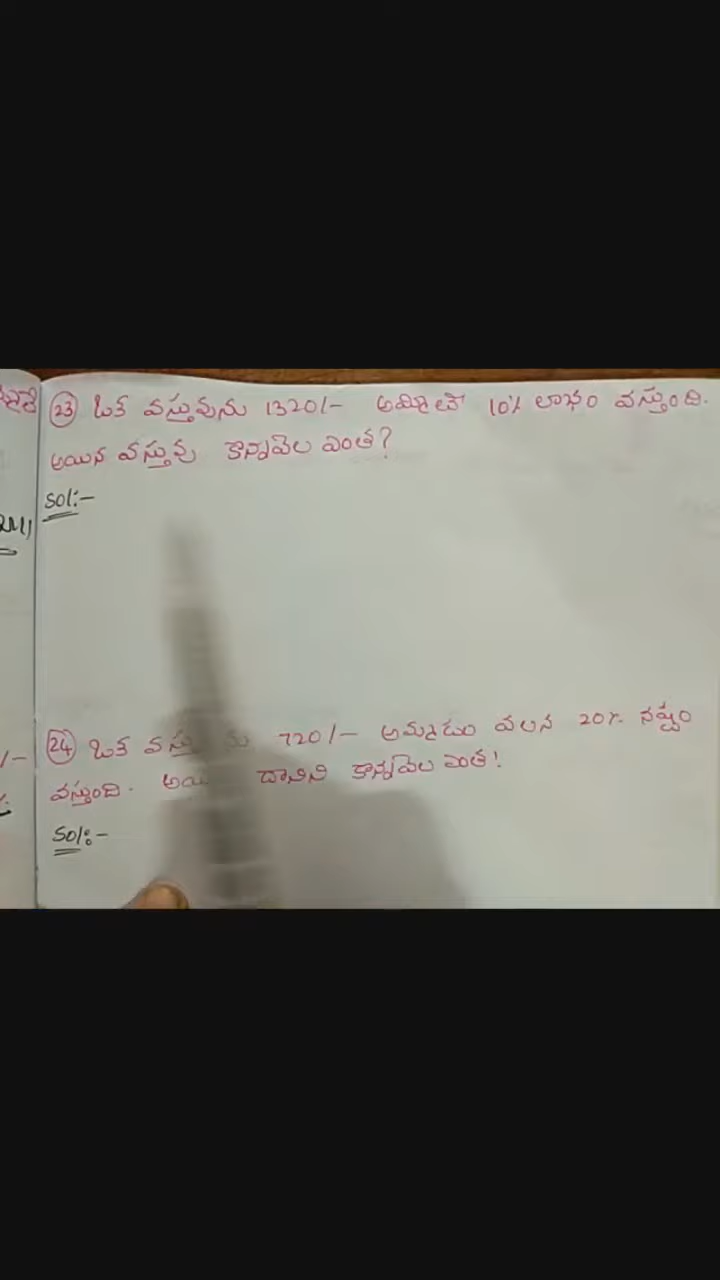 23 ఒక వస్తువును 1320/- అమ్మితే 10% లాభం వస్తుంది.
అయిన వస్తువు కొన్నవెల ఎంత?
Sol:-
24 ఒక 720/- అమ్మడం వలన 20% నష్టం
వస్తుంది. దానిని కొన్నవెల ఎంత!
Sol:-